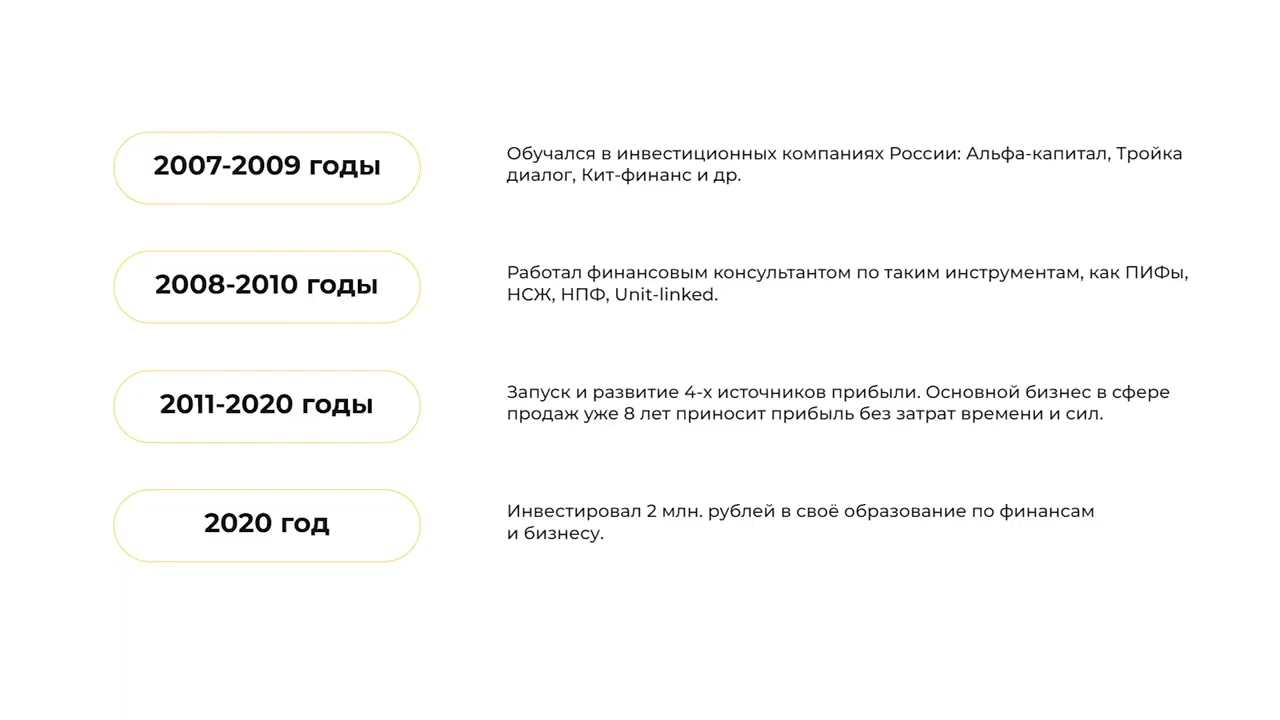 2007-2009 годы
Обучался в инвестиционных компаниях России: Альфа-капитал, Тройка
диалог, Кит-финанс и др.
2008-2010 годы
Работал финансовым консультантом по таким инструментам, как ПИФы,
НСЖ, НПФ, Unit-linked.
2011-2020 годы
Запуск и развитие 4-х источников прибыли. Основной бизнес в сфере
продаж уже 8 лет приносит прибыль без затрат времени и сил.
2020 год
Инвестировал 2 млн. рублей в своё образование по финансам
и бизнесу.